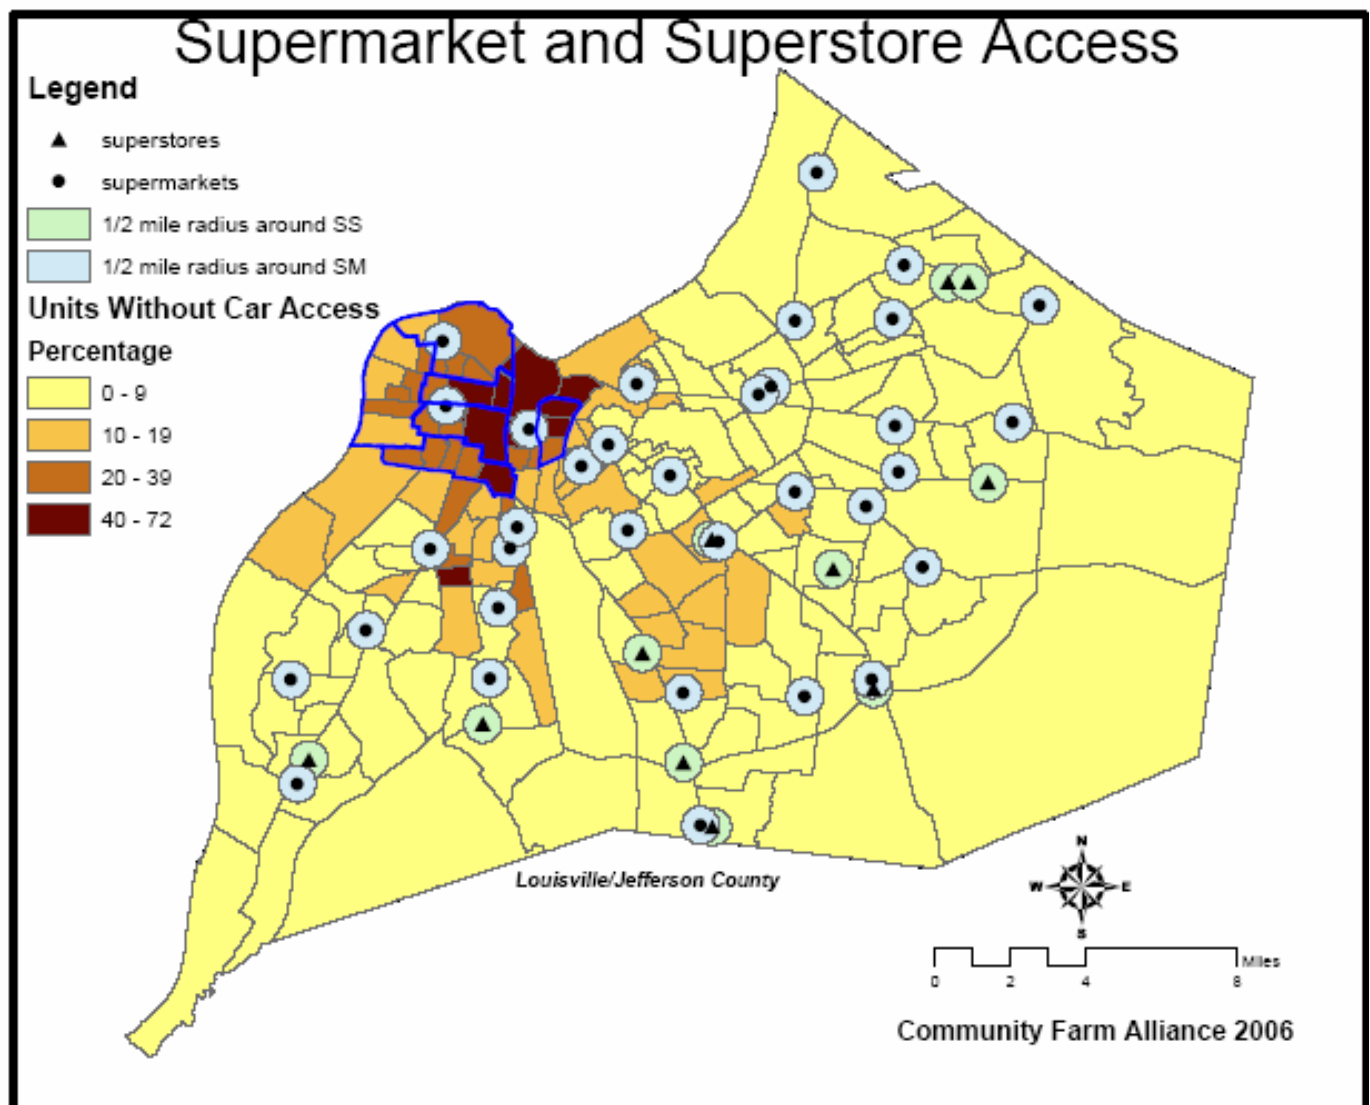 Supermarket and Superstore Access
Legend
superstores
supermarkets
1/2 mile radius around SS
1/2 mile radius around SM
Units Without Car Access
Percentage
0 - 9
10 - 19
20 - 39
40 - 72
Louisville/Jefferson County
N
W E
S
Miles
0 2 4 8
Community Farm Alliance 2006